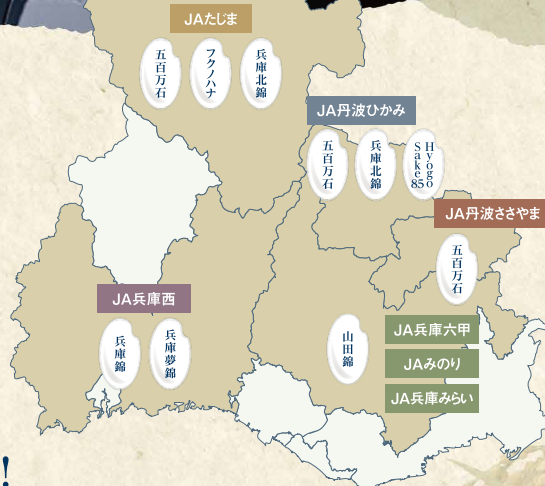 JAたじま
五百万石
フクノハナ
兵庫北錦
JA丹波ひかみ
五百万石
兵庫北錦
Hyogo
Sake85
JA丹波ささやま
五百万石
JA兵庫西
兵庫錦
兵庫夢錦
山田錦
JA兵庫六甲
JAみのり
JA兵庫みらい
!